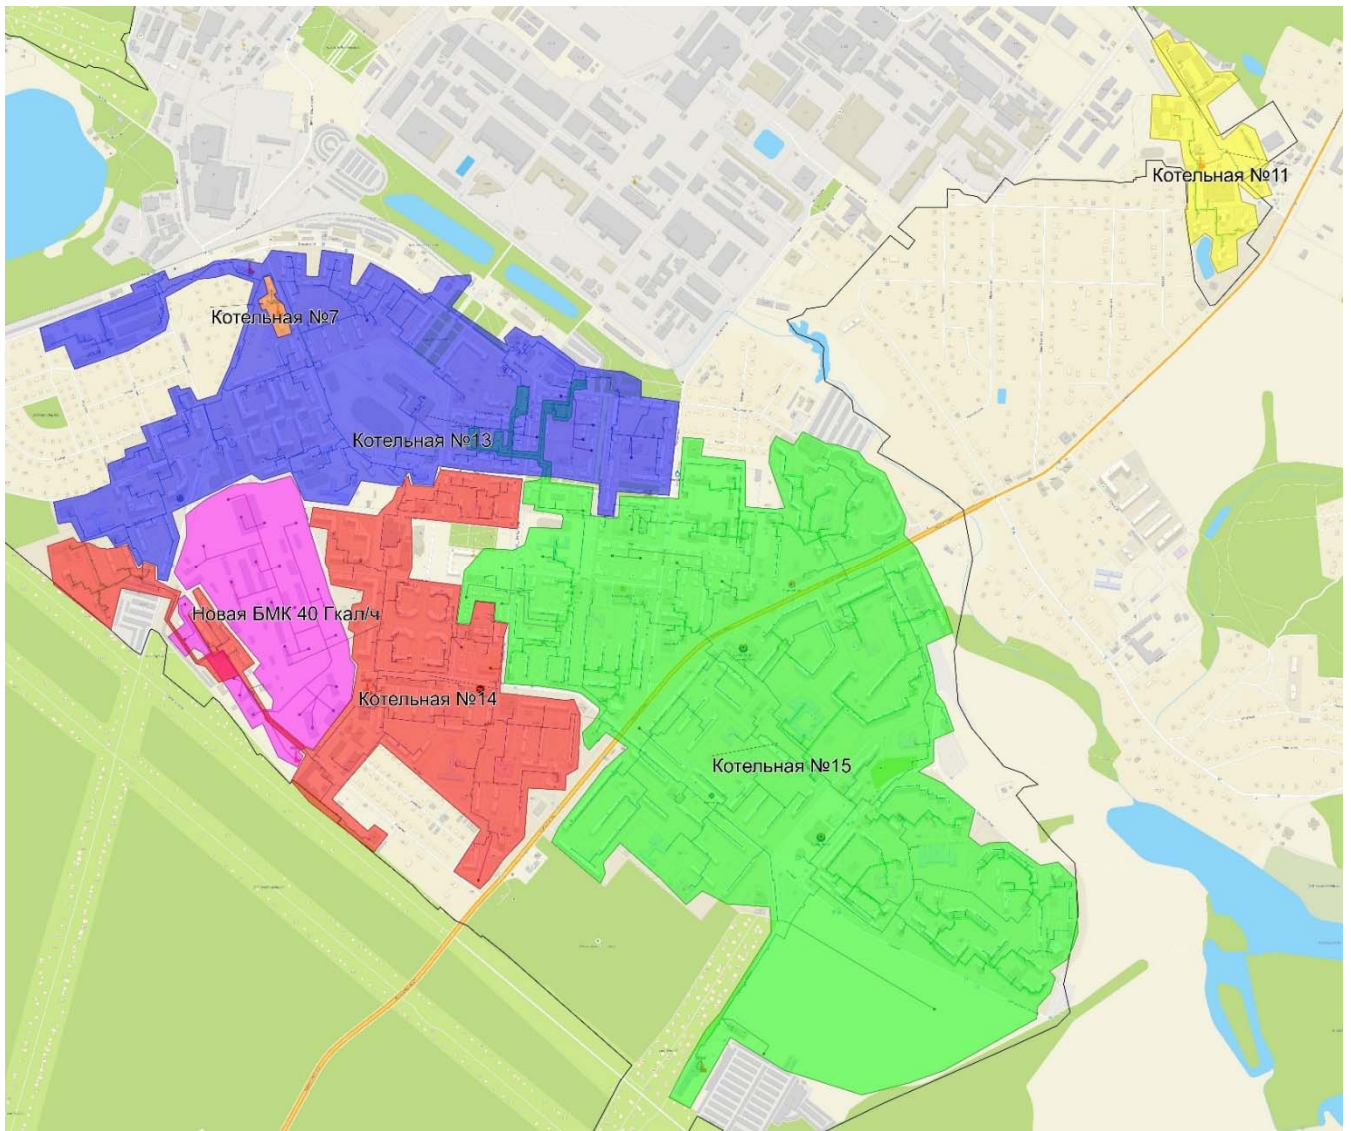 Котельная №11
Котельная №7
Котельная №13
Новая БМК 40 Гкал/ч
Котельная №14
Котельная №15